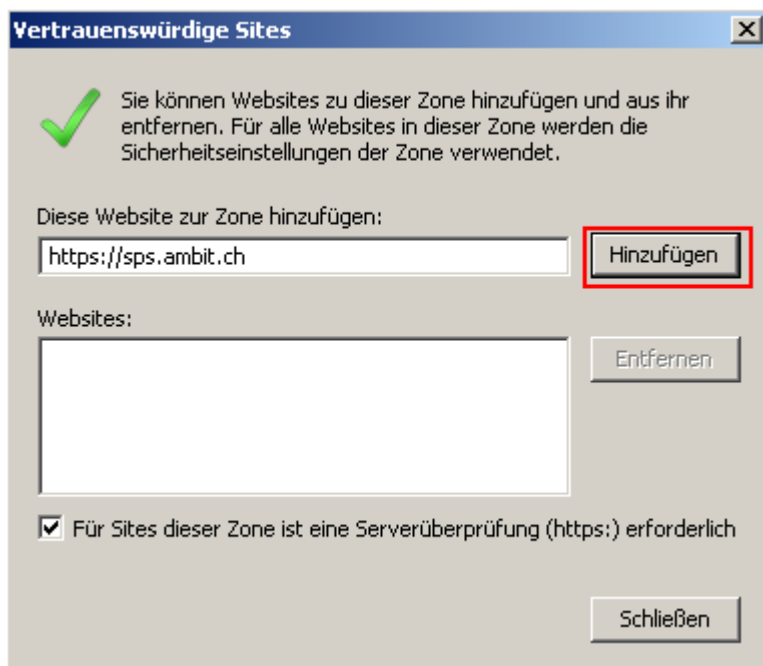 Vertrauenswürdige Sites
Sie können Websites zu dieser Zone hinzufügen und aus ihr
entfernen. Für alle Websites in dieser Zone werden die
Sicherheitseinstellungen der Zone verwendet.
Diese Website zur Zone hinzufügen:
https://sps.ambit.ch
Hinzufügen
Websites:
Entfernen
Für Sites dieser Zone ist eine Serverüberprüfung (https:) erforderlich
Schließen